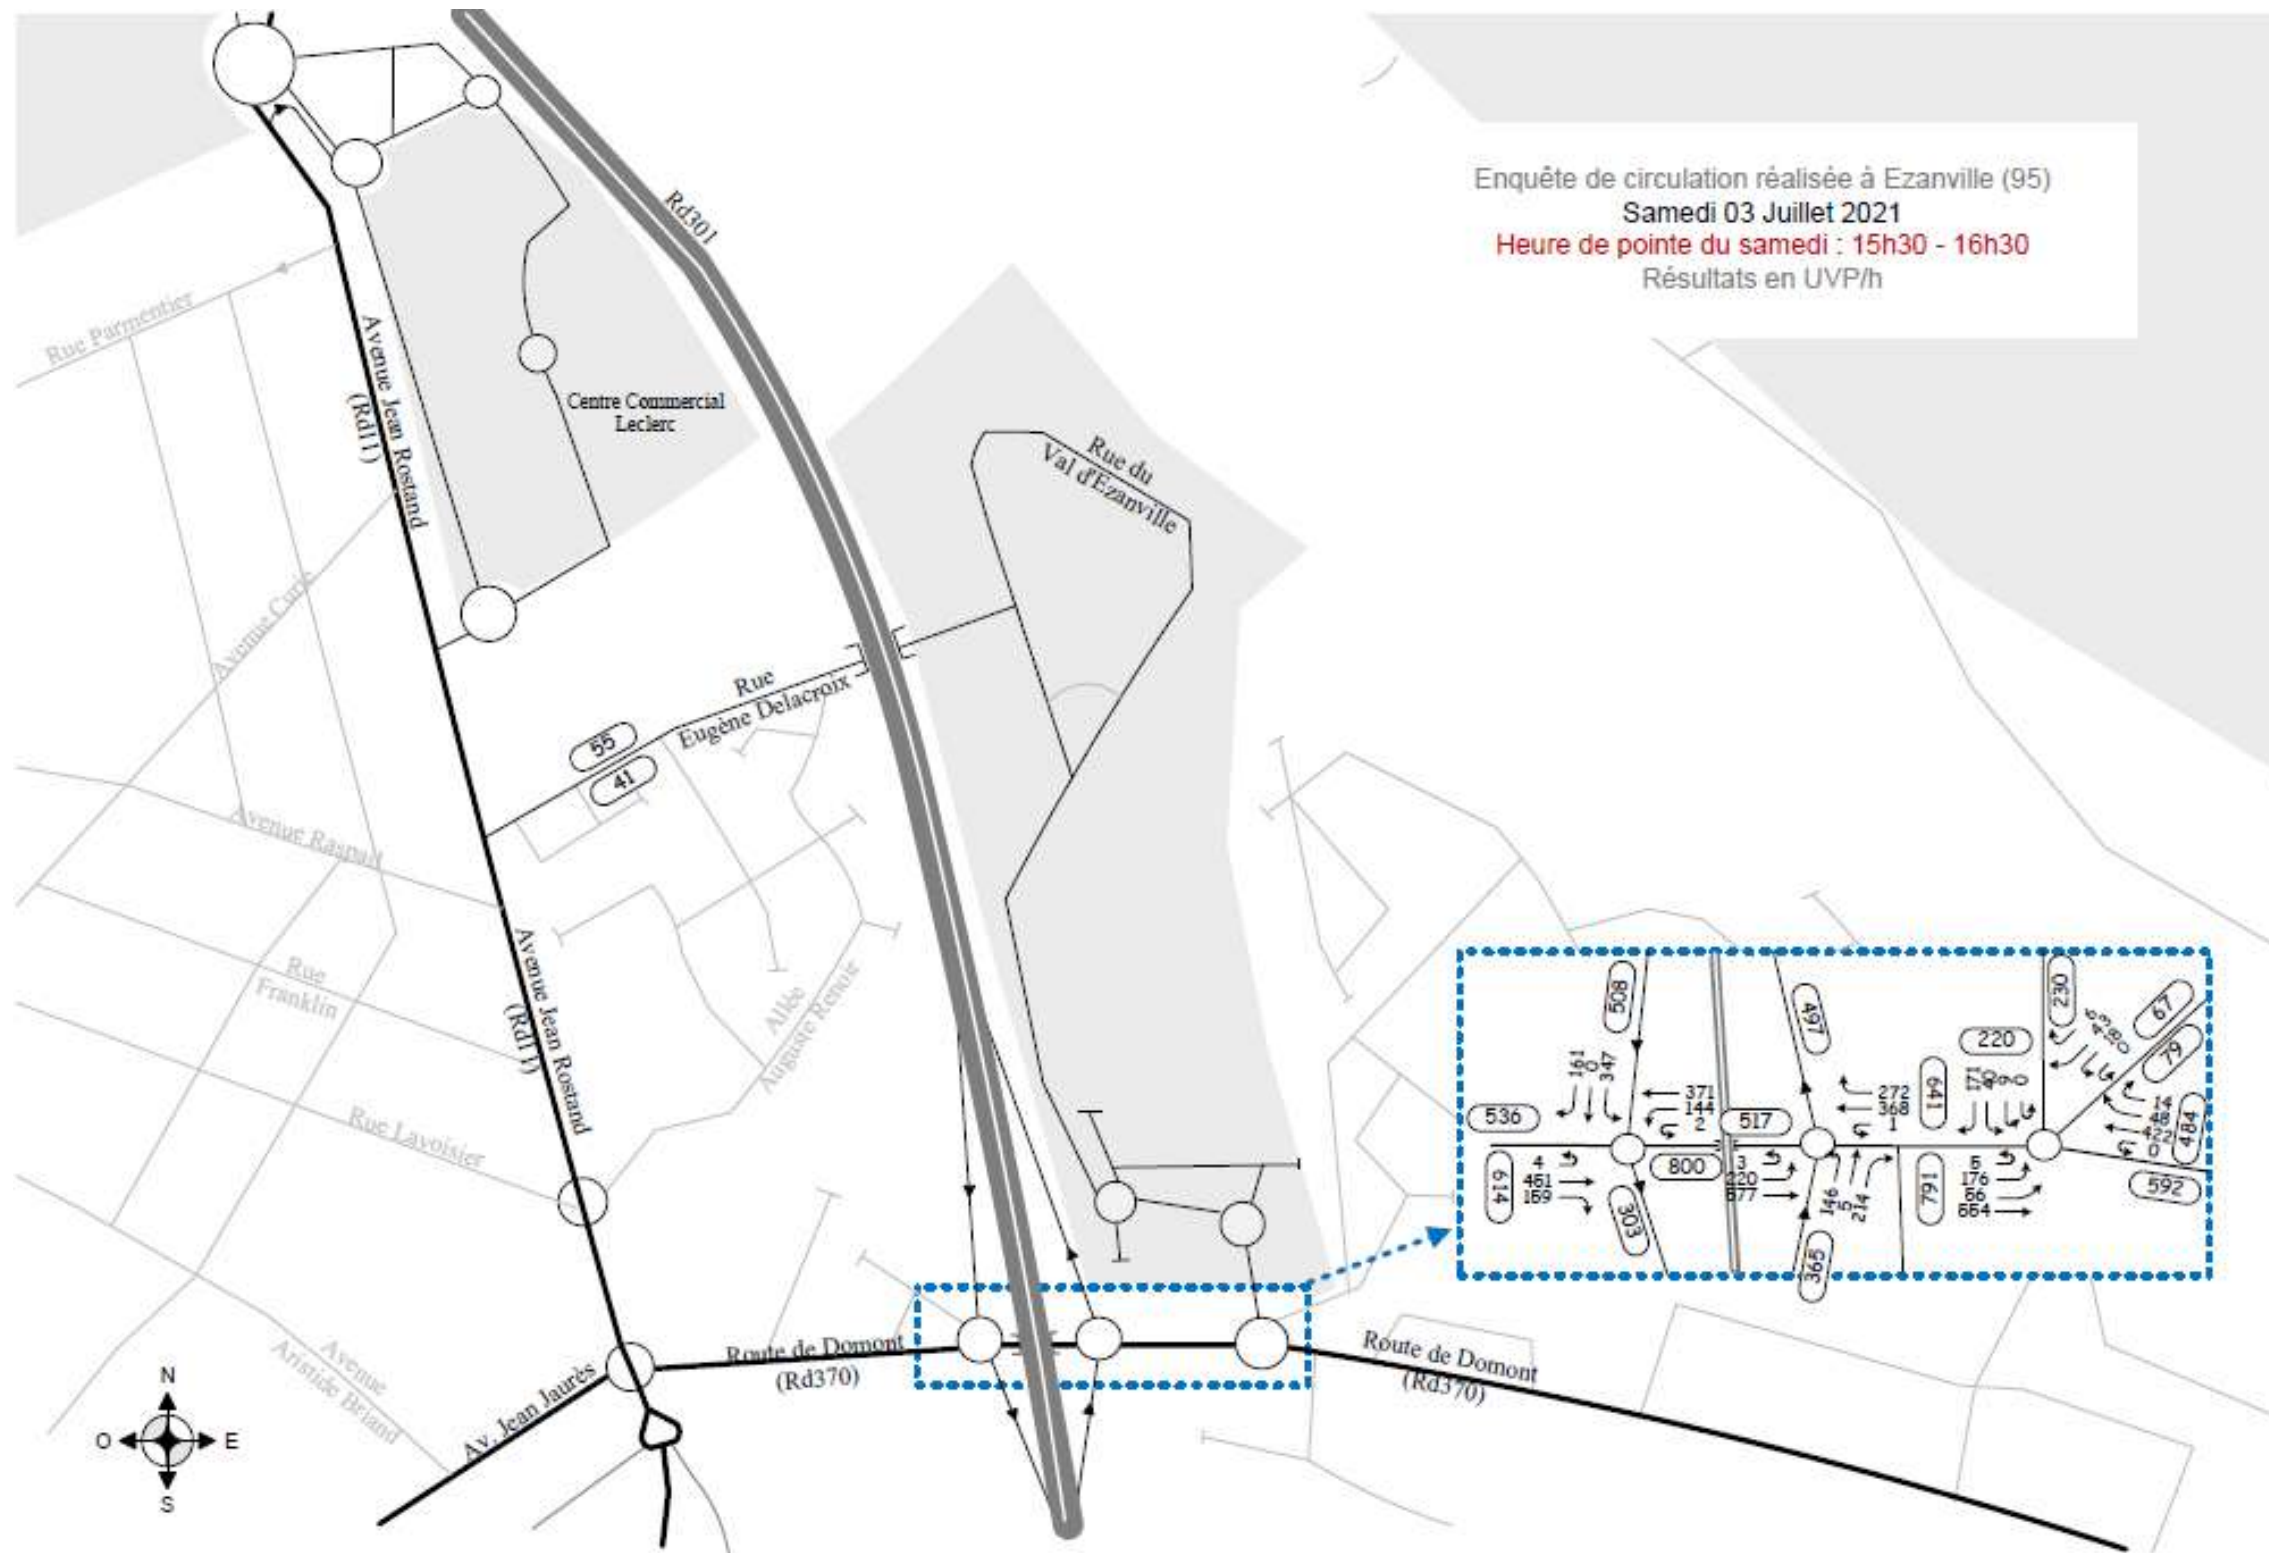 Enquête de circulation réalisée à Ezanville (95)
Samedi 03 Juillet 2021
Heure de pointe du samedi : 15h30 - 16h30
Résultats en UVP/h
Rd301
Rue Parmentier
Avenue Jean Rostand
(Rd11)
Centre Commercial
Leclerc
Rue du
Val d'Ezanville
Avenue Curie
Rue
Eugène Delacroix
55
41
Avenue Raspail
Rue
Franklin
Avenue Jean Rostand
(Rd11)
Allée
Auguste Renoir
Rue Lavoisier
Avenue
Aristide Briand
Av. Jean Jaurès
Route de Domont
(Rd370)
Route de Domont
(Rd370)
N
O
E
S
508
161
0
347
536
371
144
2
614
4
461
159
303
800
517
497
272
368
1
3
220
577
146
5
214
365
641
220
171
230
67
79
14
48
422
0
484
592
791
5
176
56
554